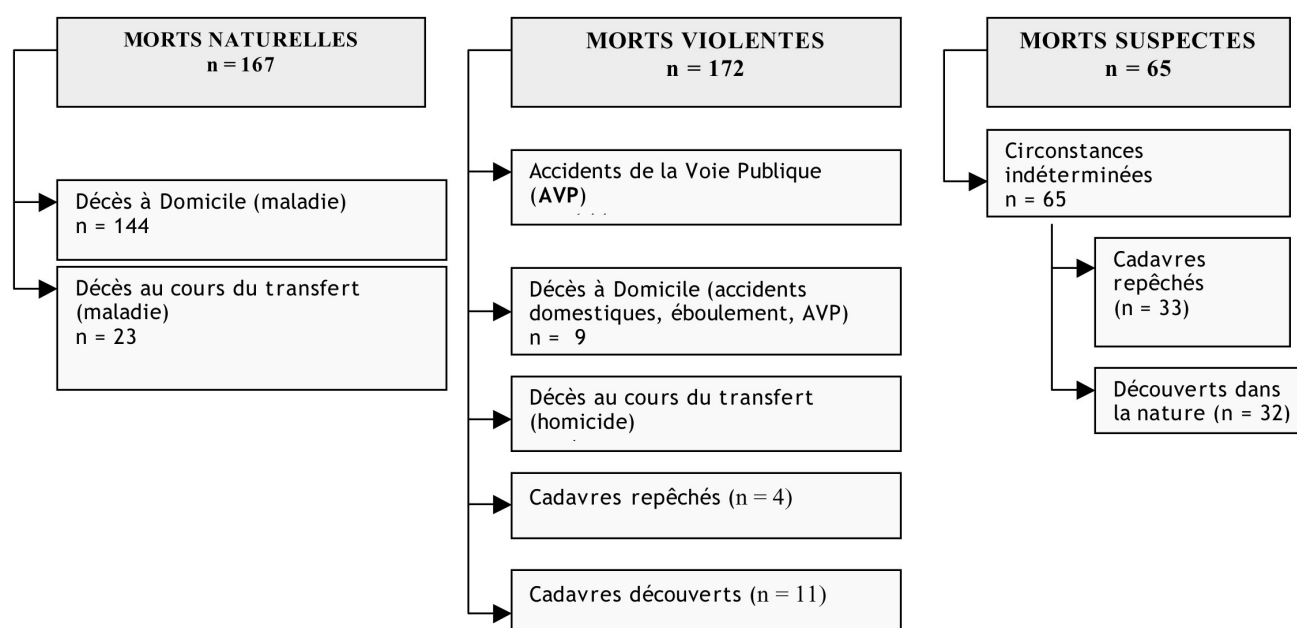 MORTS NATURELLES
n = 167
Décès à Domicile (maladie)
n = 144
Décès au cours du transfert
(maladie)
n = 23
MORTS VIOLENTES
n = 172
Accidents de la Voie Publique
(AVP)
Décès à Domicile (accidents
domestiques, éboulement, AVP)
n = 9
Décès au cours du transfert
(homicide)
Cadavres repêchés (n = 4)
Cadavres découverts (n = 11)
MORTS SUSPECTES
n = 65
Circonstances
indéterminées
n = 65
Cadavres
repêchés
(n = 33)
Découverts dans
la nature (n = 32)